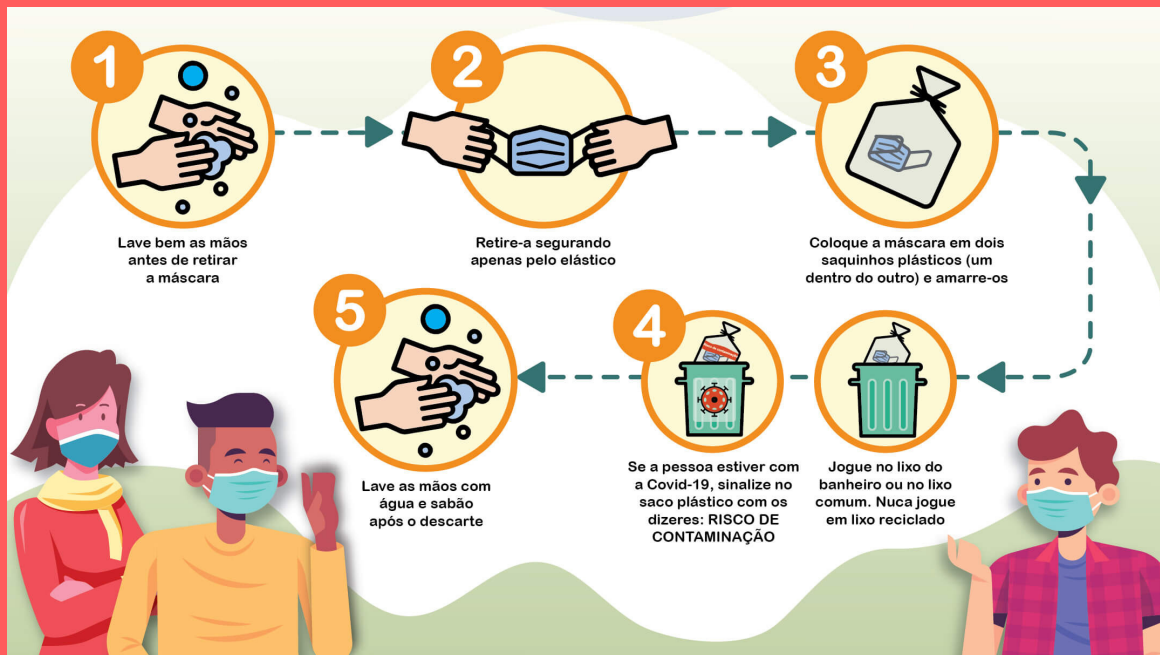 1
Lave bem as mãos
antes de retirar
a máscara
2
Retire-a segurando
apenas pelo elástico
3
Coloque a máscara em dois
saquinhos plásticos (um
dentro do outro) e amarre-os
4
Se a pessoa estiver com
a Covid-19, sinalize no
saco plástico com os
dizeres: RISCO DE
CONTAMINAÇÃO
Jogue no lixo do
banheiro ou no lixo
comum. Nuca jogue
em lixo reciclado
5
Lave as mãos com
água e sabão
após o descarte